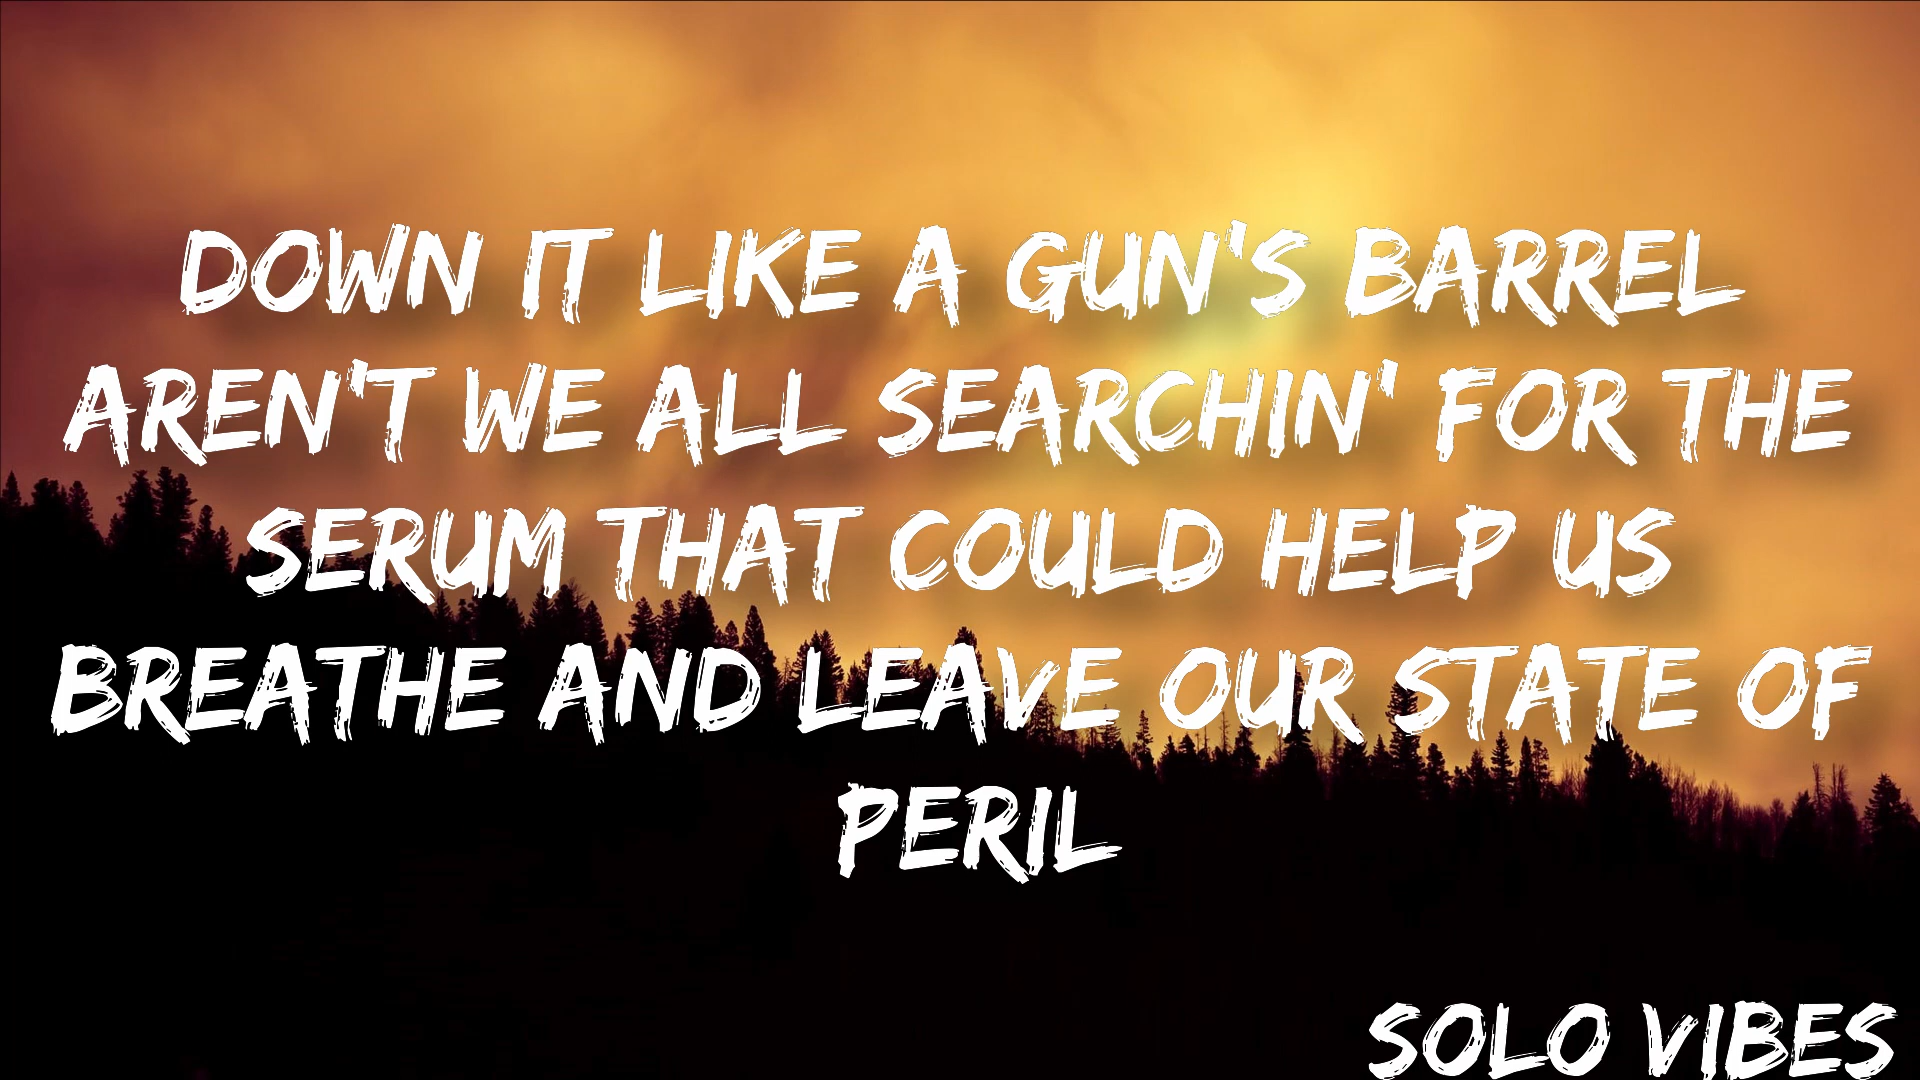 DOWN IT LIKE A GUN'S BARREL
AREN'T WE ALL SEARCHIN' FOR THE
SERUM THAT COULD HELP US
BREATHE AND LEAVE OUR STATE OF
PERIL
SOLO VIBES